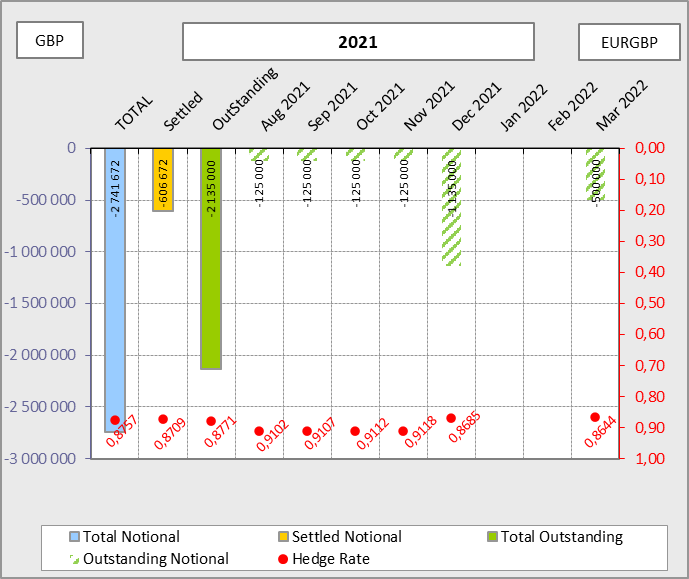 GBP
2021
EURGBP
TOTAL
Settled
OutStanding
Aug 2021
Sep 2021
Oct 2021
Nov 2021
Dec 2021
Jan 2022
Feb 2022
Mar 2022
0
-500 000
-1 000 000
-1 500 000
-2 000 000
-2 500 000
-3 000 000
-2 741 672
-606 672
-2 135 000
-125 000
-125 000
-125 000
-125 000
-1 135 000
-500 000
0,8757
0,8709
0,8771
0,9102
0,9107
0,9112
0,9118
0,8685
0,8644
0,00
0,10
0,20
0,30
0,40
0,50
0,60
0,70
0,80
0,90
1,00
Total Notional
Settled Notional
Total Outstanding
Outstanding Notional
Hedge Rate